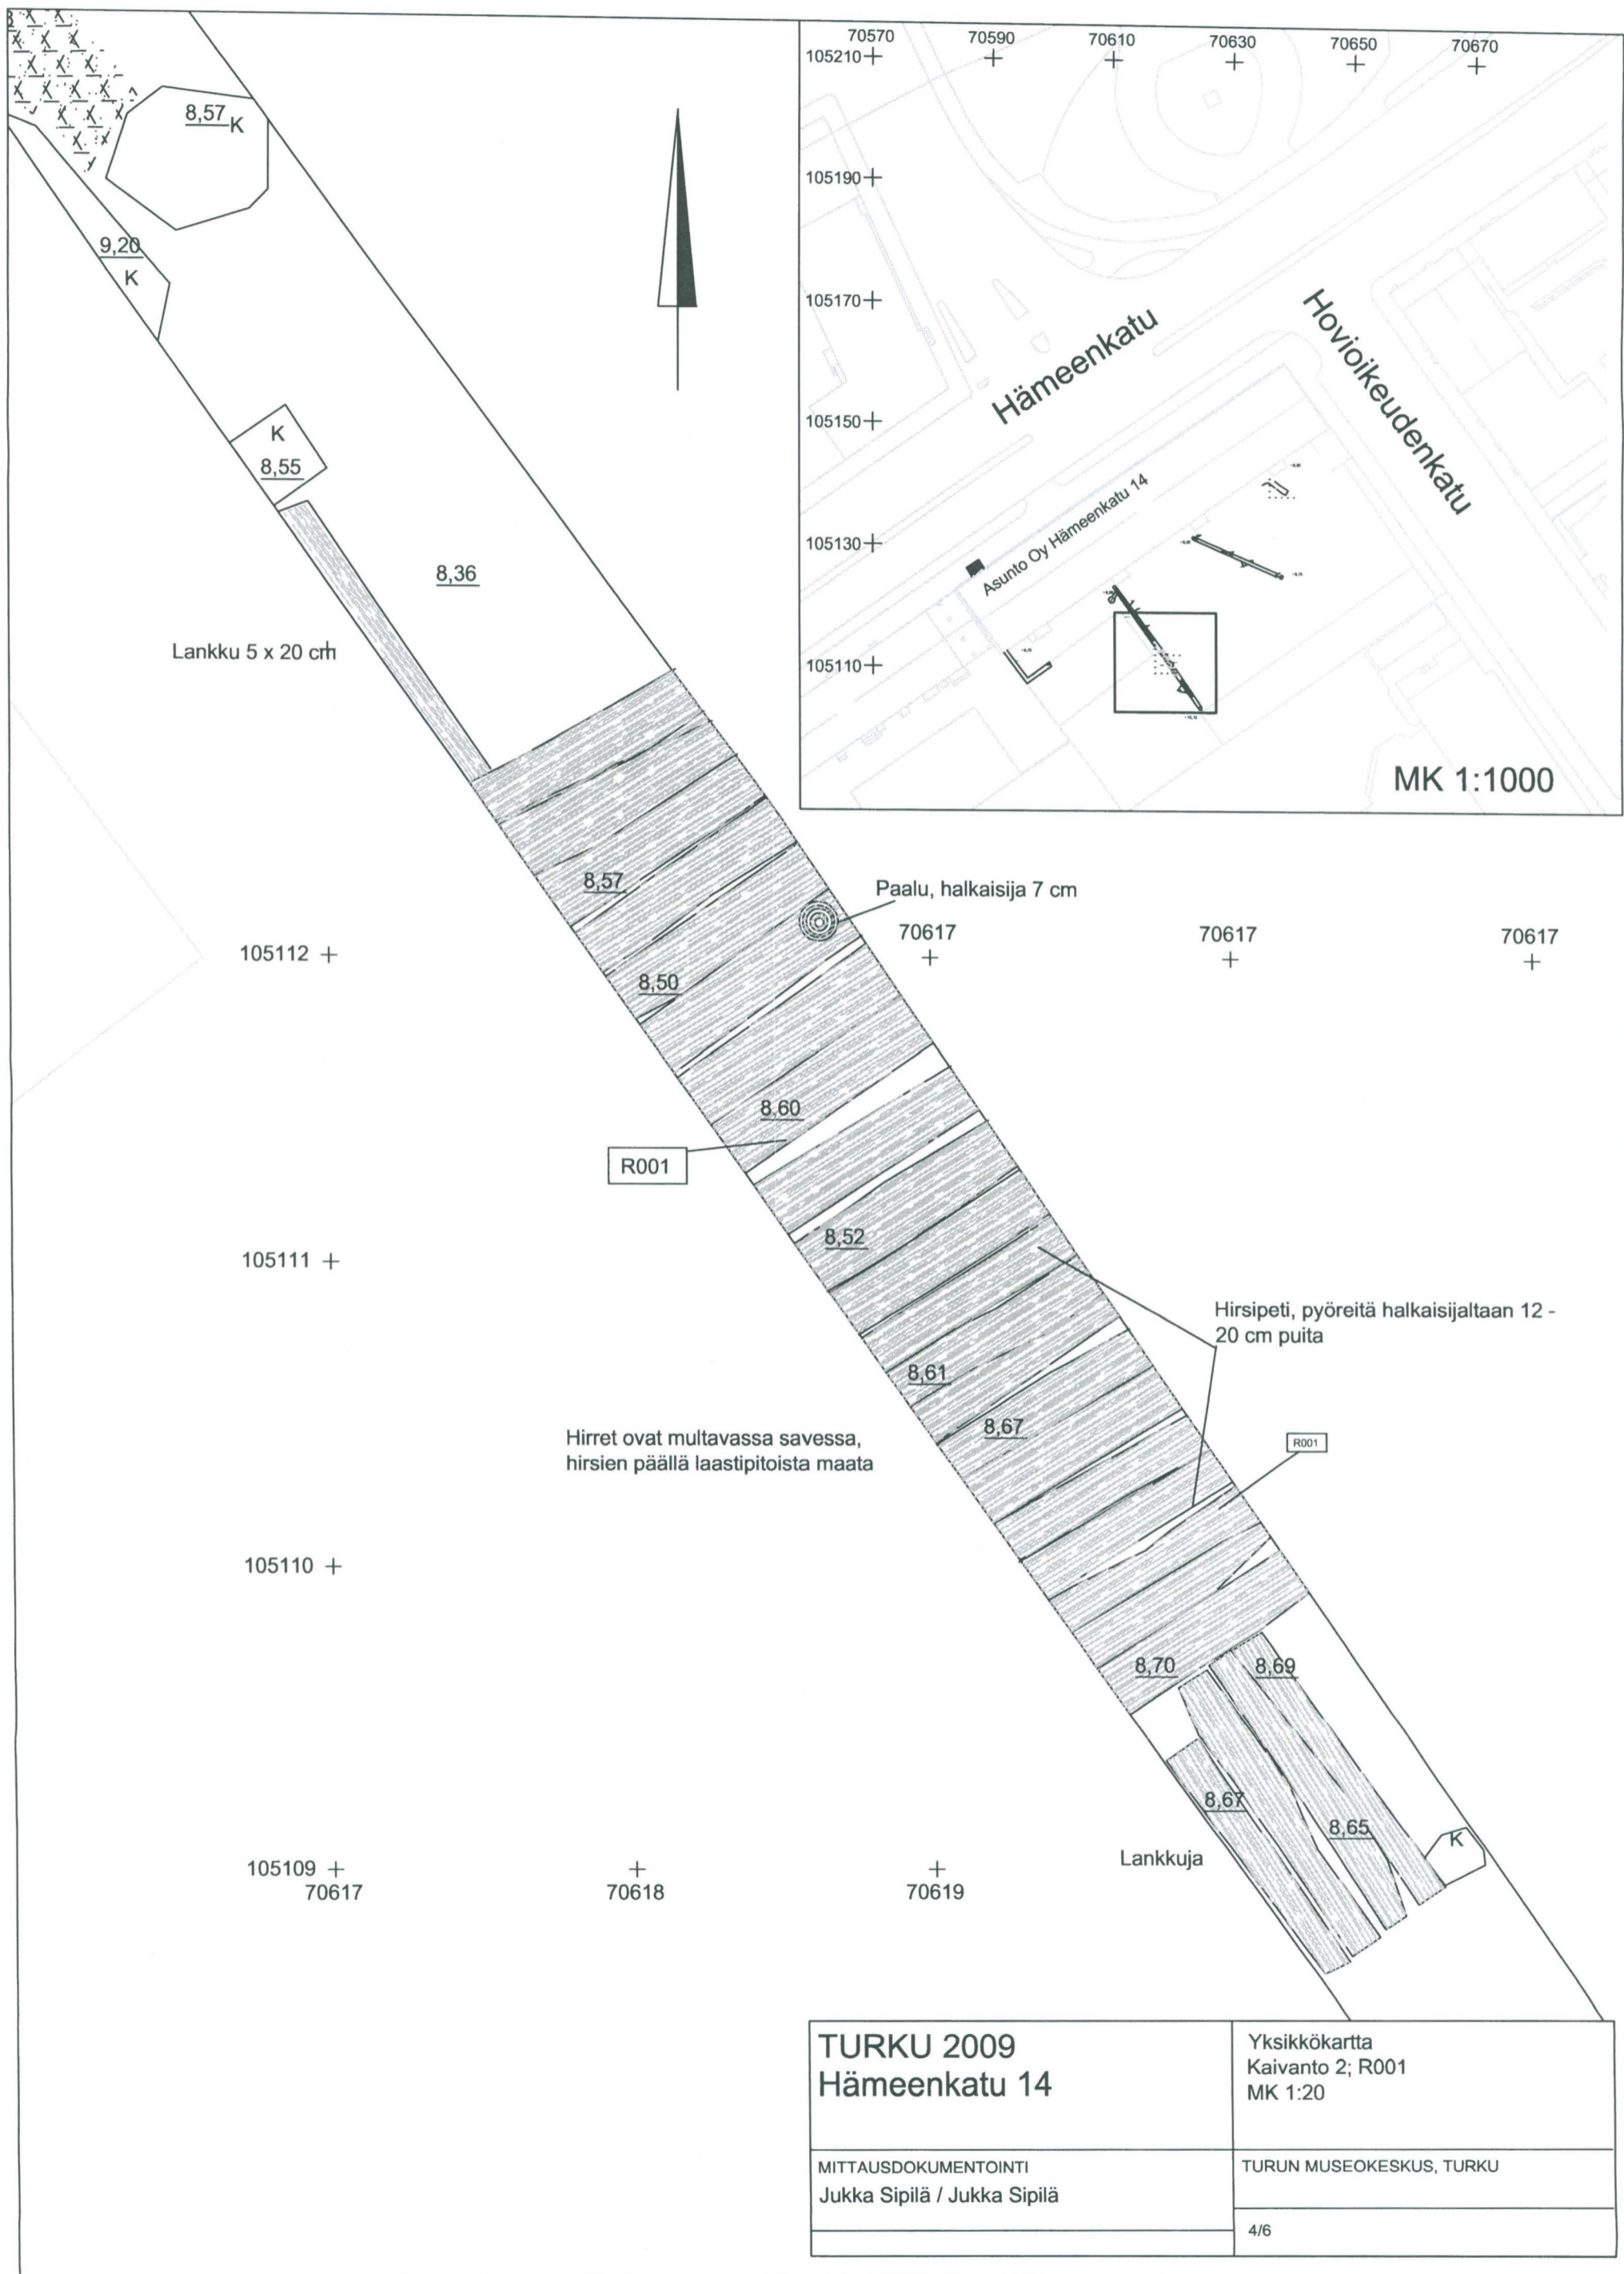 70570 70590 70610 70630 70650 70670
105210
105190
105170
105150
105130
105110
Hämeenkatu
Hovioikeudenkatu
Asunto Oy Hämeenkatu 14
MK 1:1000
8,57 K
9,20
K
K
8,55
8,36
Lankku 5 x 20 cm
8,57
Paalu, halkaisija 7 cm
105112 70617 70617 70617
8,50
8,60
R001
8,52
105111
Hirsipeti, pyöreitä halkaisijaltaan 12 -
20 cm puita
8,61
8,67
Hirret ovat multavassa savessa,
hirsien päällä laastipitoista maata
R001
105110
8,70 8,69
8,67
8,65
K
Lankkuja
105109
70617 70618 70619
TURKU 2009
Hämeenkatu 14
Yksikkökartta
Kaivanto 2; R001
MK 1:20
MITTAUSDOKUMENTOINTI
Jukka Sipilä / Jukka Sipilä
TURUN MUSEOKESKUS, TURKU
4/6